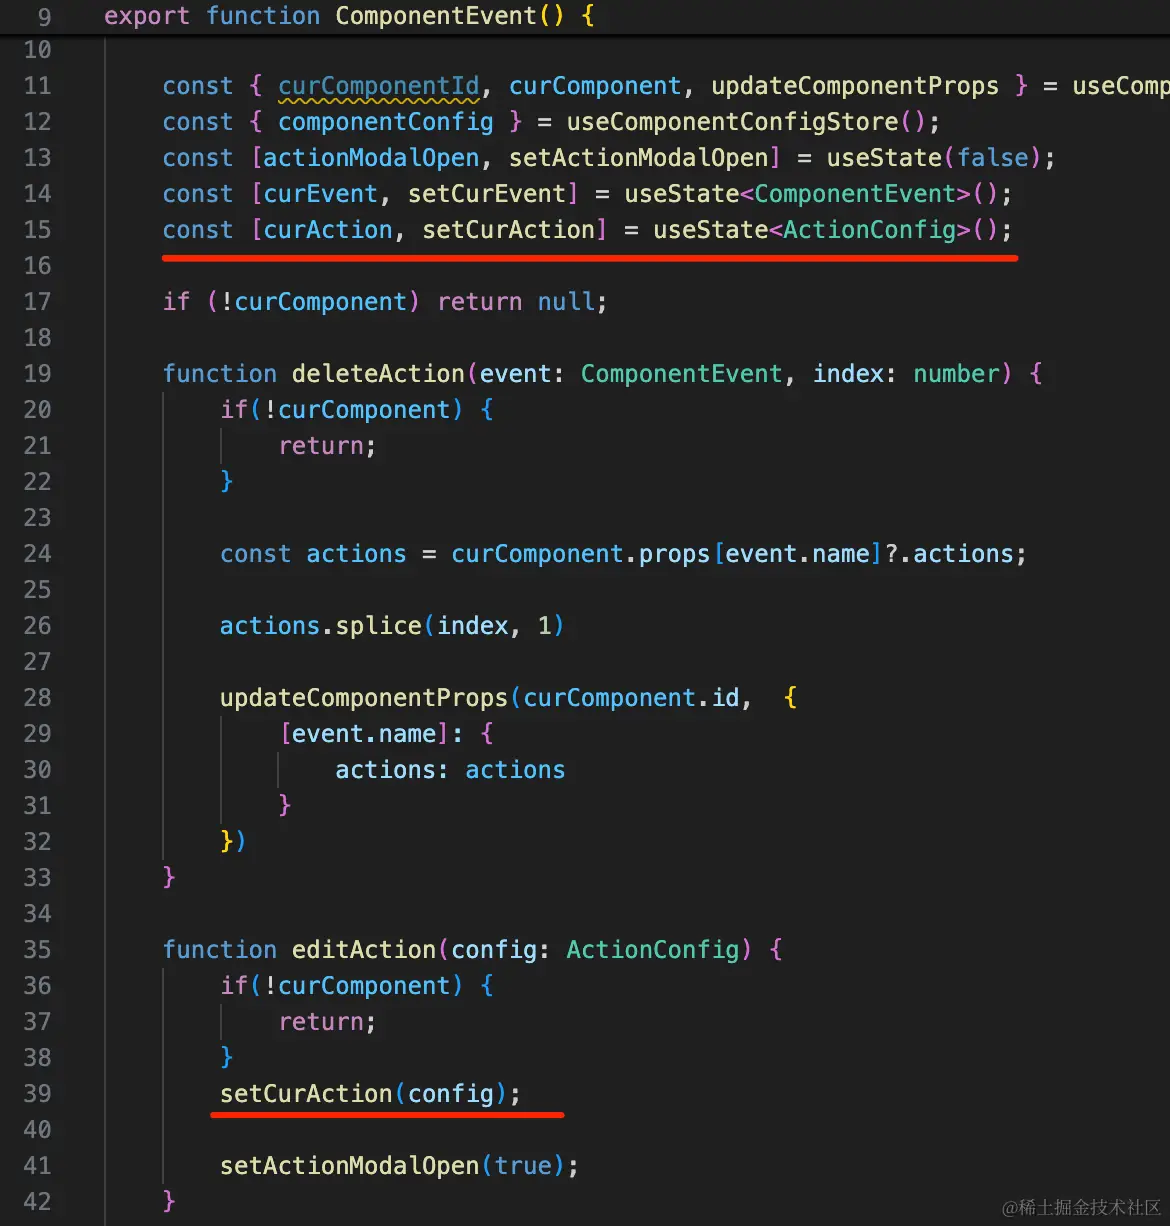 9 export function ComponentEvent() {
10
11 const { curComponentId, curComponent, updateComponentProps } = useComp
12 const { componentConfig } = useComponentConfigStore();
13 const [actionModalOpen, setActionModalOpen] = useState(false);
14 const [curEvent, setCurEvent] = useState<ComponentEvent>();
15 const [curAction, setCurAction] = useState<ActionConfig>();
16
17 if (!curComponent) return null;
18
19 function deleteAction(event: ComponentEvent, index: number) {
20 if(!curComponent) {
21 return;
22 }
23
24 const actions = curComponent.props[event.name]?.actions;
25
26 actions.splice(index, 1)
27
28 updateComponentProps(curComponent.id,  {
29 [event.name]: {
30 actions: actions
31 }
32 })
33 }
34
35 function editAction(config: ActionConfig) {
36 if(!curComponent) {
37 return;
38 }
39 setCurAction(config);
40
41 setActionModalOpen(true);
42 }
@稀土掘金技术社区